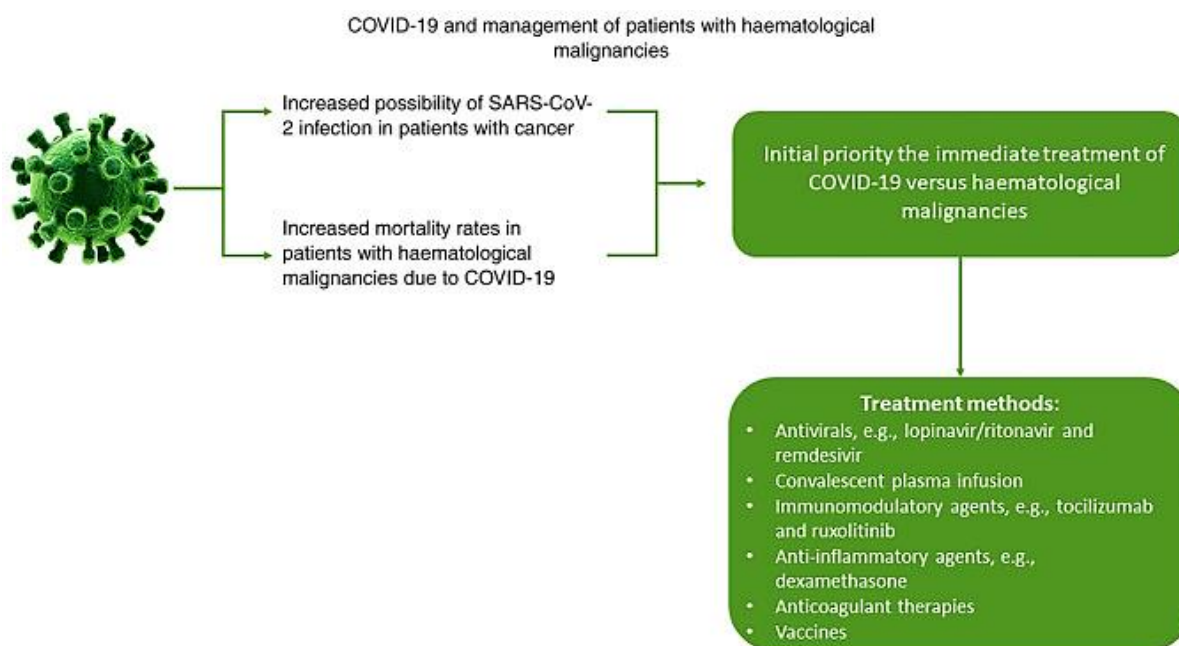 COVID-19 and management of patients with haematological
malignancies
Increased possibility of SARS-CoV-
2 infection in patients with cancer
Increased mortality rates in
patients with haematological
malignancies due to COVID-19
Initial priority the immediate treatment of
COVID-19 versus haematological
malignancies
Treatment methods:
• Antivirals, e.g., lopinavir/ritonavir and
remdesivir
• Convalescent plasma infusion
• Immunomodulatory agents, e.g., tocilizumab
and ruxolitinib
• Anti-inflammatory agents, e.g.,
dexamethasone
• Anticoagulant therapies
• Vaccines